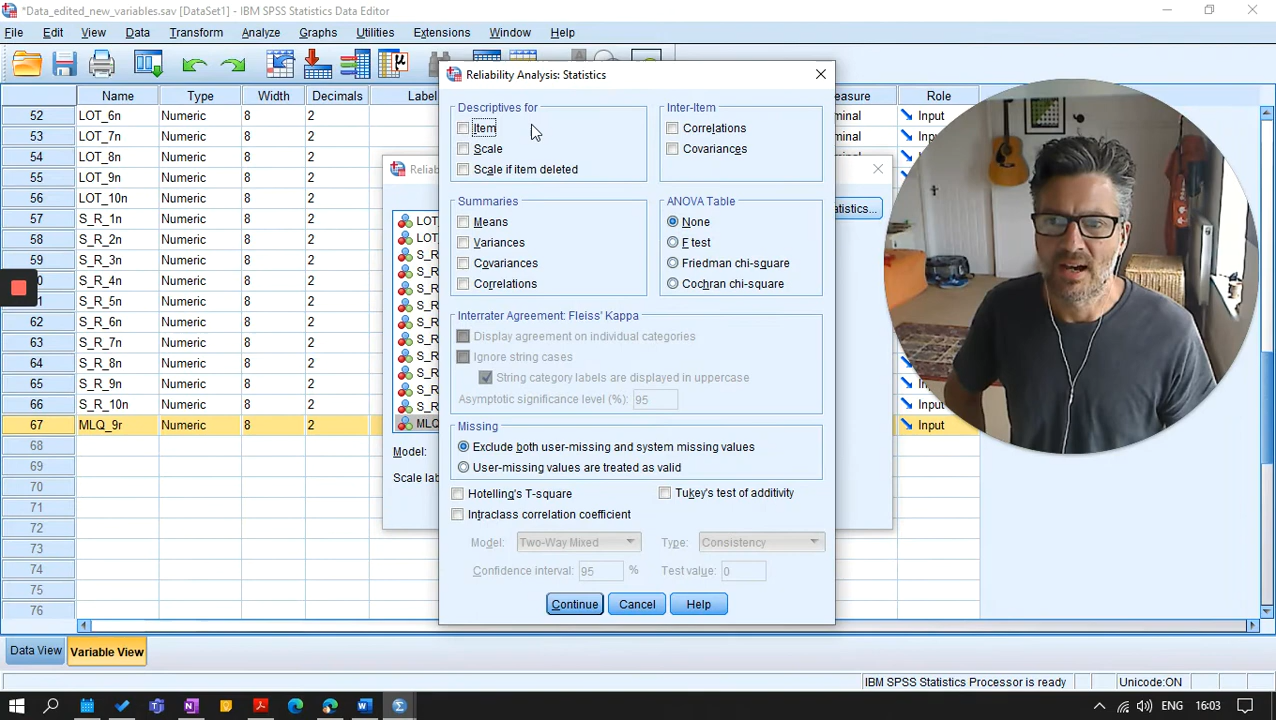 *Data_edited_new_variables.sav [DataSet1] - IBM SPSS Statistics Data Editor
File Edit View Data Transform Analyze Graphs Utilities Extensions Window Help
Name Type Width Decimals Label Measure Role
52 LOT_6n Numeric 8 2 Input
53 LOT_7n Numeric 8 2 Input
54 LOT_8n Numeric 8 2 Input
55 LOT_9n Numeric 8 2 Input
56 LOT_10n Numeric 8 2 Input
57 S_R_1n Numeric 8 2
58 S_R_2n Numeric 8 2
59 S_R_3n Numeric 8 2
S_R_4n Numeric 8 2
S_R_5n Numeric 8 2
62 S_R_6n Numeric 8 2
63 S_R_7n Numeric 8 2
64 S_R_8n Numeric 8 2 Input
65 S_R_9n Numeric 8 2 Input
66 S_R_10n Numeric 8 2 Input
67 MLQ_9r Numeric 8 2 Input
68
69
70
71
72
73
74
75
76
Reliability Analysis: Statistics
Descriptives for
Item
Scale
Scale if item deleted
Inter-Item
Correlations
Covariances
Summaries
Means
Variances
Covariances
Correlations
ANOVA Table
None
F test
Friedman chi-square
Cochran chi-square
Interrater Agreement: Fleiss' Kappa
Display agreement on individual categories
Ignore string cases
String category labels are displayed in uppercase
Asymptotic significance level (%): 95
Missing
Exclude both user-missing and system missing values
User-missing values are treated as valid
Hotelling's T-square Tukey's test of additivity
Intraclass correlation coefficient
Model: Two-Way Mixed Type: Consistency
Confidence interval: 95 % Test value: 0
Continue Cancel Help
Model:
Scale
Data View Variable View
IBM SPSS Statistics Processor is ready Unicode:ON
ENG 16:03